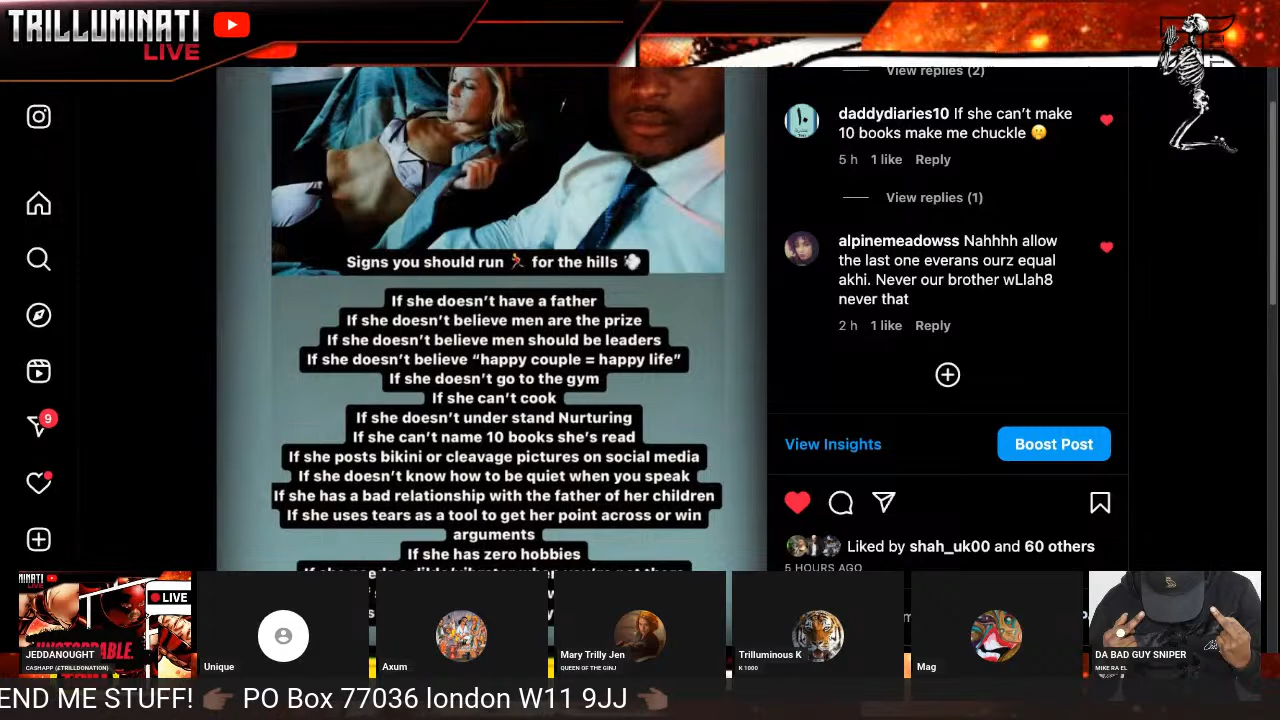 TRILLUMINATI
LIVE
View replies (2)
daddydiaries10 If she can't make
10 books make me chuckle 🤭
5 h 1 like Reply
View replies (1)
alpinemeadowss Nahhhh allow
the last one everans ourz equal
akhi. Never our brother wLlah8
never that
2 h 1 like Reply
View Insights
Boost Post
Liked by shah_uk00 and 60 others
5 HOURS AGO
9
Signs you should run 🏃 for the hills 💨
If she doesn't have a father
If she doesn't believe men are the prize
If she doesn't believe men should be leaders
If she doesn't believe “happy couple = happy life”
If she doesn't go to the gym
If she can't cook
If she doesn't under stand Nurturing
If she can't name 10 books she's read
If she posts bikini or cleavage pictures on social media
If she doesn't know how to be quiet when you speak
If she has a bad relationship with the father of her children
If she uses tears as a tool to get her point across or win
arguments
If she has zero hobbies
LIVE
JEDDANOUGHT
CASHAPP (£TRILLDONATION)
Unique
Axum
Mary Trilly Jen
QUEEN OF THE GINJ
Trilluminous K
K 1000
Mag
DA BAD GUY SNIPER
MIKE RA EL
END ME STUFF! 👉🏾 PO Box 77036 london W11 9JJ 👈🏾